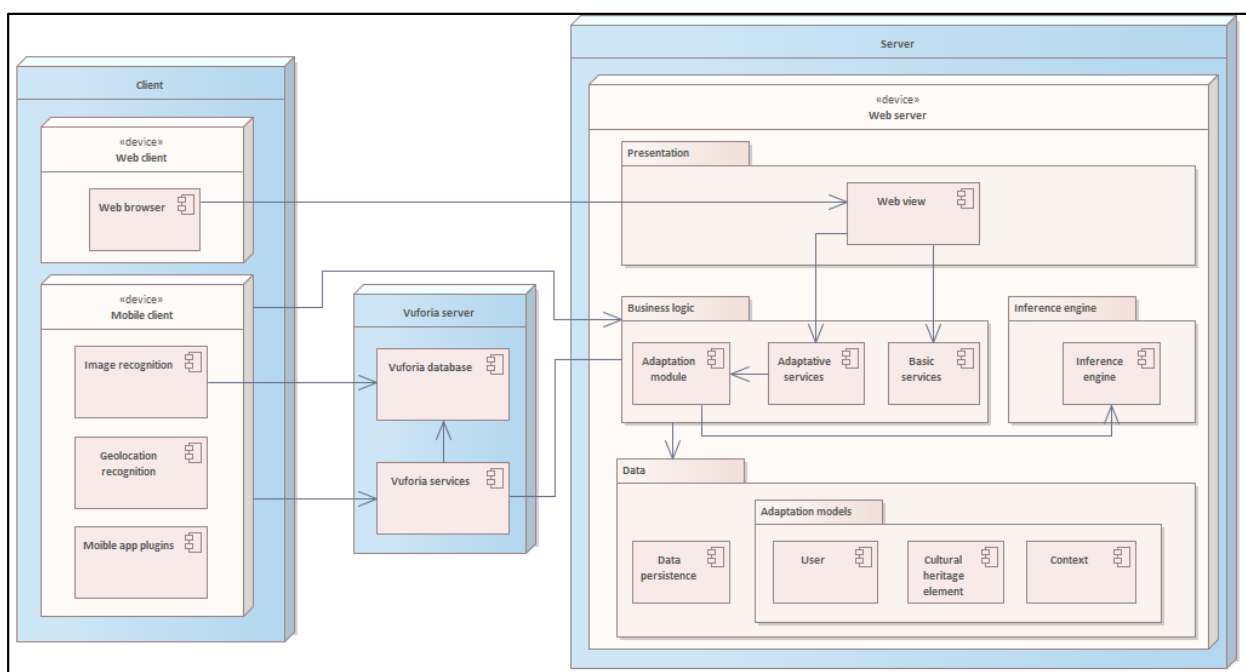 Server
Client
«device»
Web server
«device»
Web client
Presentation
Web browser
Web view
«device»
Mobile client
Vuforia server
Business logic
Inference engine
Image recognition
Vuforia database
Adaptation
module
Adaptative
services
Basic
services
Inference
engine
Geolocation
recognition
Vuforia services
Data
Adaptation models
Moible app plugins
Data
persistence
User
Cultural
heritage
element
Context